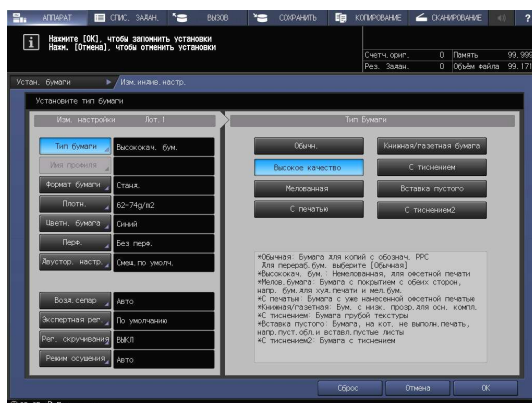 АППАРАТ
СПИС. ЗАДАН.
ВЫЗОВ
СОХРАНИТЬ
КОПИРОВАНИЕ
СКАНИРОВАНИЕ
?
Нажмите [OK], чтобы запомнить установки
Нажм. [Отмена], чтобы отменить установки
Счетч.ориг. 0 Память 99.999
Рез. Задан. 0 Объём файла 99.171
Устан. бумаги
Изм.индив.настр.
Установите тип бумаги
Изм. настройки Лот.1
Тип Бумаги
Тип бумаги Высококач. бум.
Имя профиля
Формат бумаги Станд.
Плотн. 62-74g/m2
Цветн. бумага Синий
Перф. Без перф.
Двустор. настр. Смещ.по умолч.
Возд.сепар Авто
Экспертная рег. По умолчанию
Рег. скручивания ВЫКЛ
Режим осушения Авто
Обычн. Книжная/газетная бумага
Высокое качество С тиснением
Мелованная Вставка пустого
С печатью С тиснением2
*Обычная: Бумага для копий с обознач. PPC
Для перераб.бум. выберите [Обычная]
*Высококач. бум.: Немелованная, для офсетной печати
*Мелов.бумага: Бумага с покрытием с обеих сторон,
напр. бум.для худ.печати и мел.бум.
*С печатью: Бумага с уже нанесенной офсетной печатью
*Книжная/газетная: Бум. с низк. прозр.для осн. компл.
*С тиснением: Бумага грубой текстуры
*Вставка пустого: Бумага, на кот. не выполн.печать,
напр.пуст.обл.и вставл.пустые листы
*С тиснением2: Бумага с тиснением
Сброс
Отмена
OK